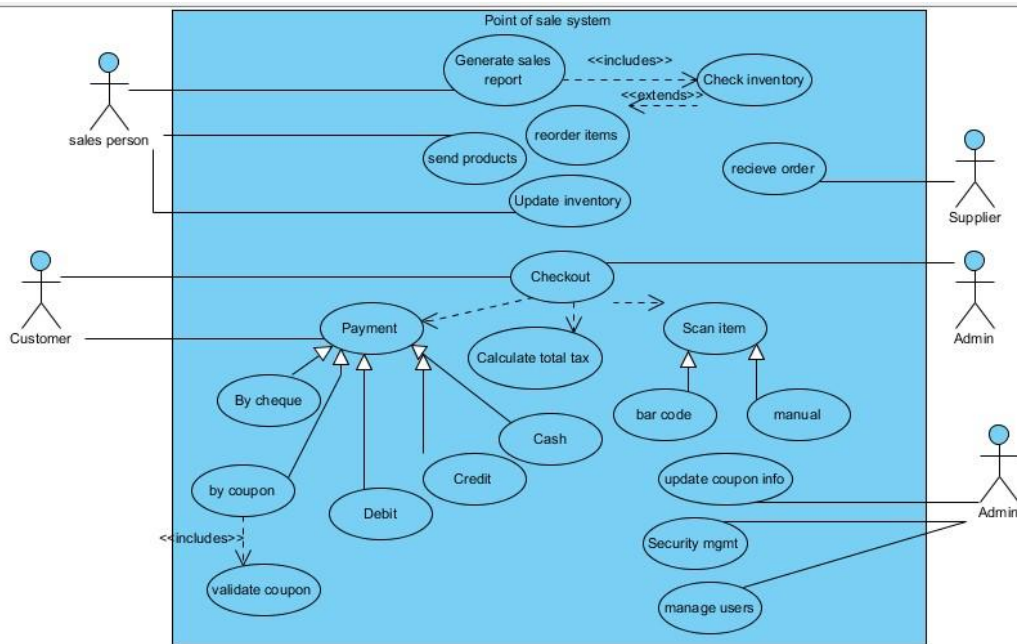 Point of sale system
Generate sales
report
<<includes>>
Check inventory
<<extends>>
sales person
reorder items
send products
recieve order
Update inventory
Supplier
Checkout
Customer
Payment
Scan item
Admin
Calculate total tax
By cheque
bar code
manual
Cash
by coupon
Credit
update coupon info
Debit
Admin
<<includes>>
Security mgmt
validate coupon
manage users